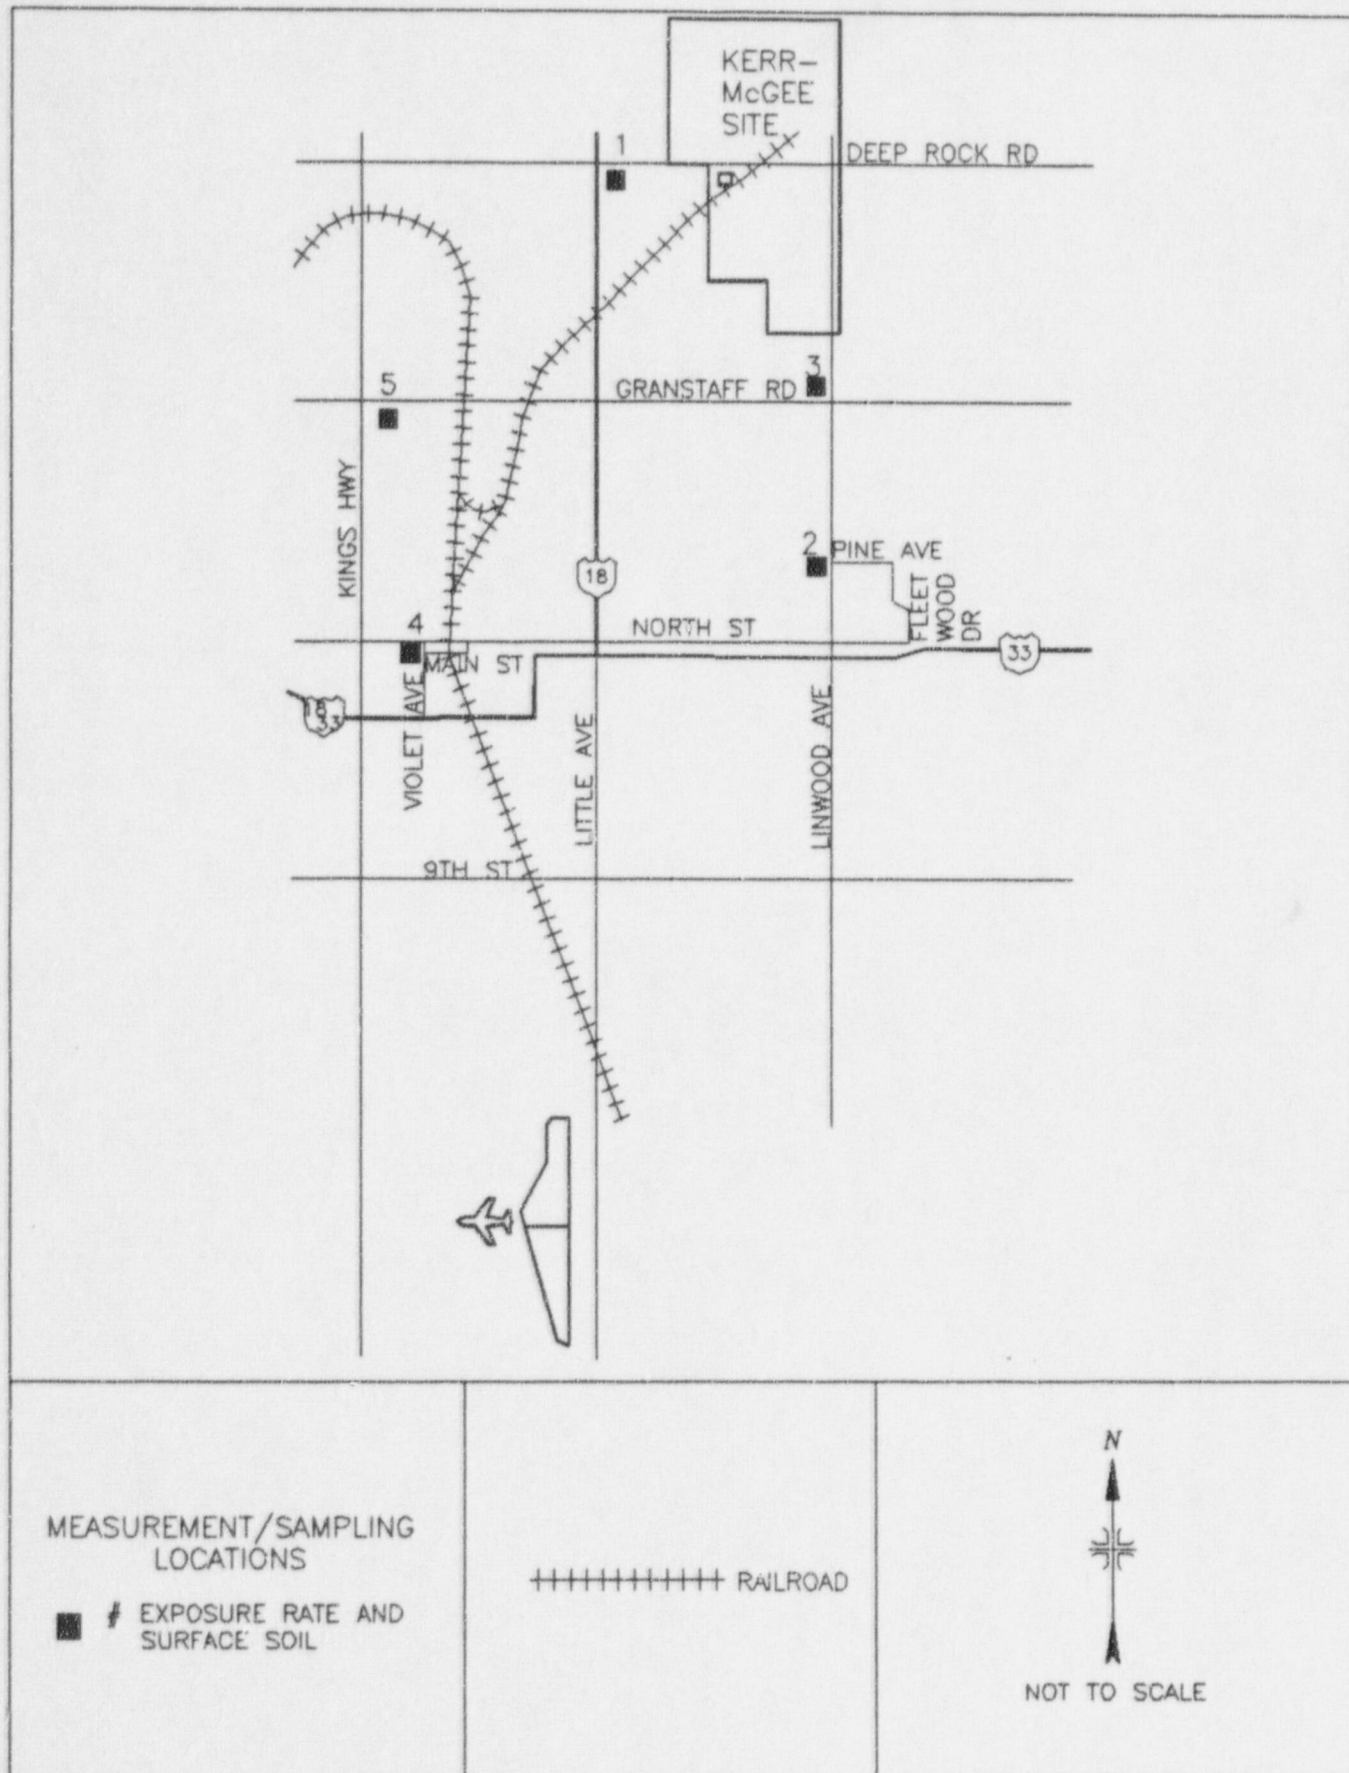 KERR-
McGEE
SITE
1
DEEP ROCK RD
5
3
GRANSTAFF RD
KINGS HWY
2
PINE AVE
18
FLEET
WOOD
DR
4
NORTH ST
33
MAIN ST
18
33
VIOLET AVE
LITTLE AVE
LINWOOD AVE
9TH ST
MEASUREMENT/SAMPLING
LOCATIONS
# EXPOSURE RATE AND
SURFACE SOIL
RAILROAD
N
NOT TO SCALE